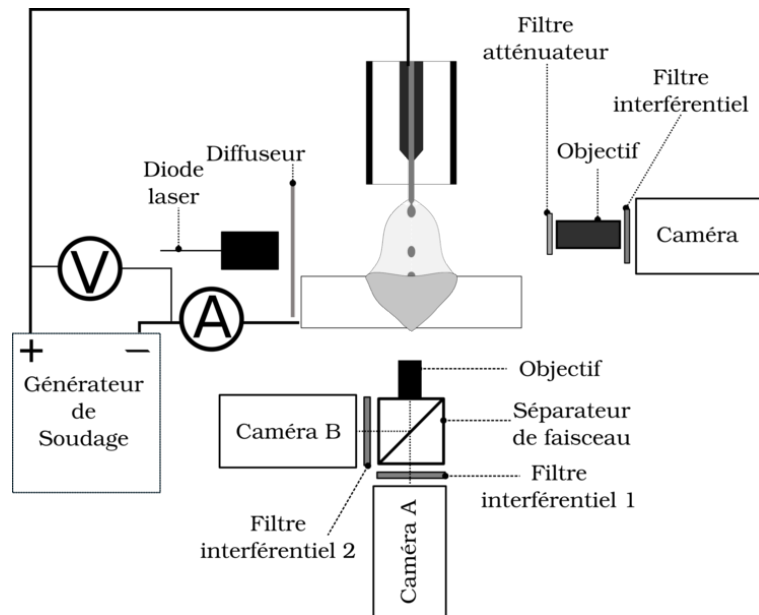 Filtre
atténuateur
Filtre
interférentiel
Objectif
Caméra
Diffuseur
Diode
laser
V
A
+
−
Générateur
de
Soudage
Objectif
Caméra B
Séparateur
de faisceau
Filtre
interférentiel 1
Filtre
interférentiel 2
Caméra A